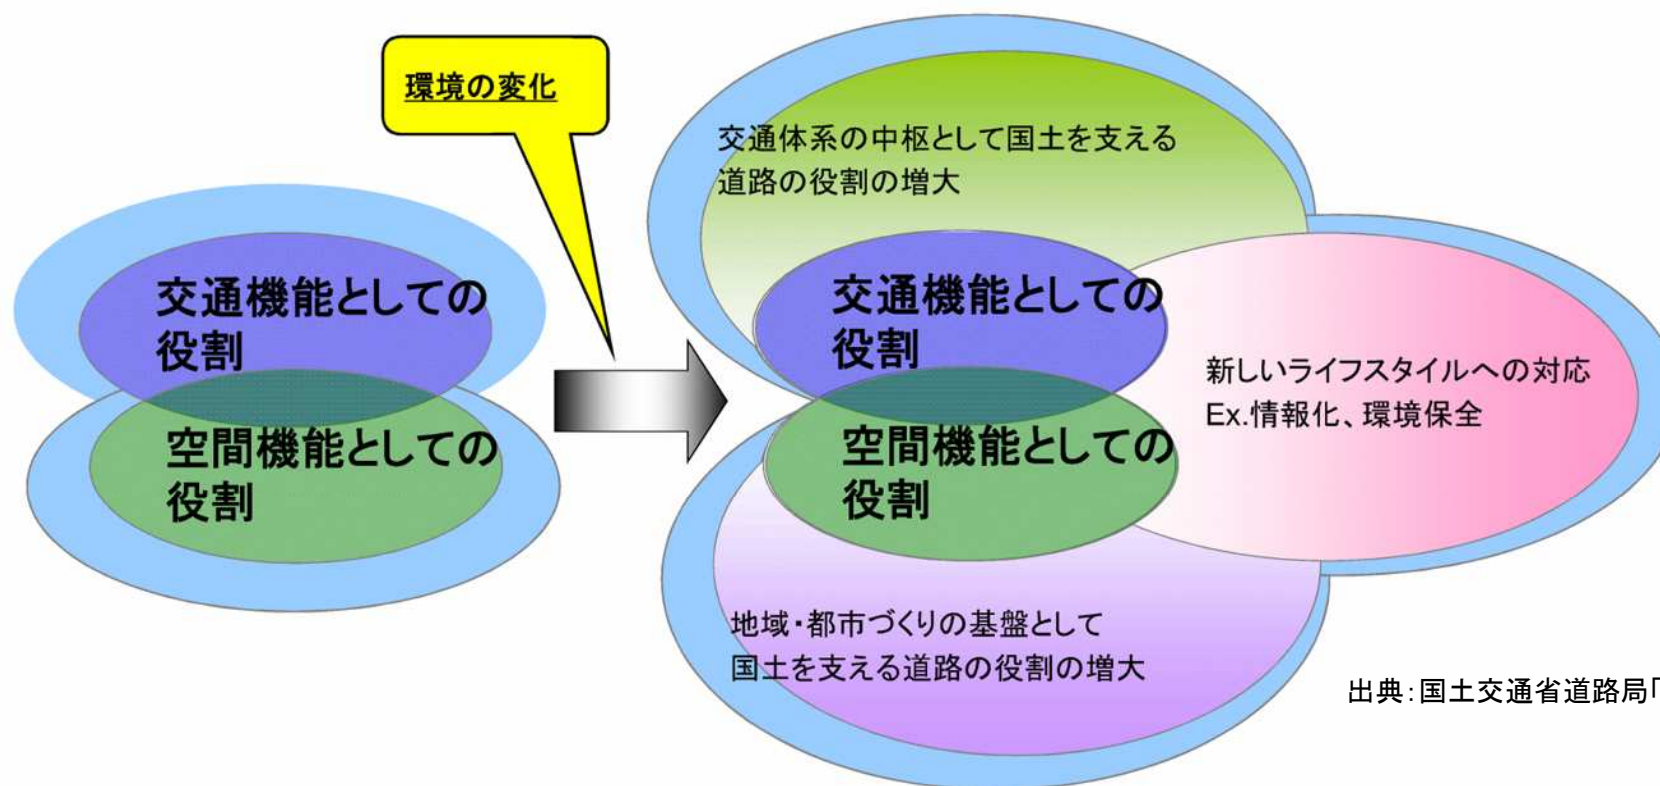 環境の変化
交通機能としての
役割
空間機能としての
役割
交通体系の中枢として国土を支える
道路の役割の増大
交通機能としての
役割
空間機能としての
役割
新しいライフスタイルへの対応
Ex.情報化、環境保全
地域・都市づくりの基盤として
国土を支える道路の役割の増大
出典：国土交通省道路局「